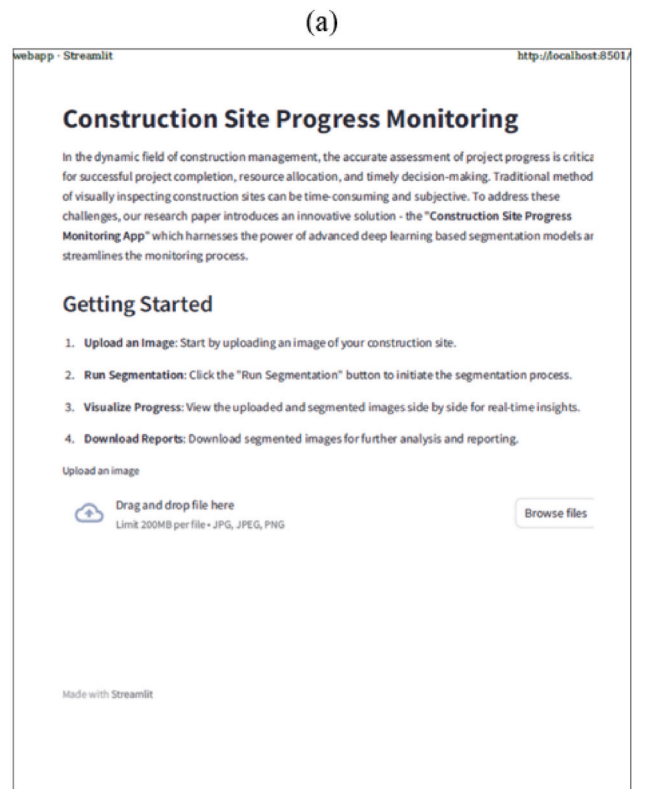 (a)
webapp · Streamlit http://localhost:8501/
Construction Site Progress Monitoring
In the dynamic field of construction management, the accurate assessment of project progress is critica
for successful project completion, resource allocation, and timely decision-making. Traditional method
of visually inspecting construction sites can be time-consuming and subjective. To address these
challenges, our research paper introduces an innovative solution - the "Construction Site Progress
Monitoring App" which harnesses the power of advanced deep learning based segmentation models ar
streamlines the monitoring process.
Getting Started
1. Upload an Image: Start by uploading an image of your construction site.
2. Run Segmentation: Click the "Run Segmentation" button to initiate the segmentation process.
3. Visualize Progress: View the uploaded and segmented images side by side for real-time insights.
4. Download Reports: Download segmented images for further analysis and reporting.
Upload an image
Drag and drop file here
Browse files
Limit 200MB per file • JPG, JPEG, PNG
Made with Streamlit